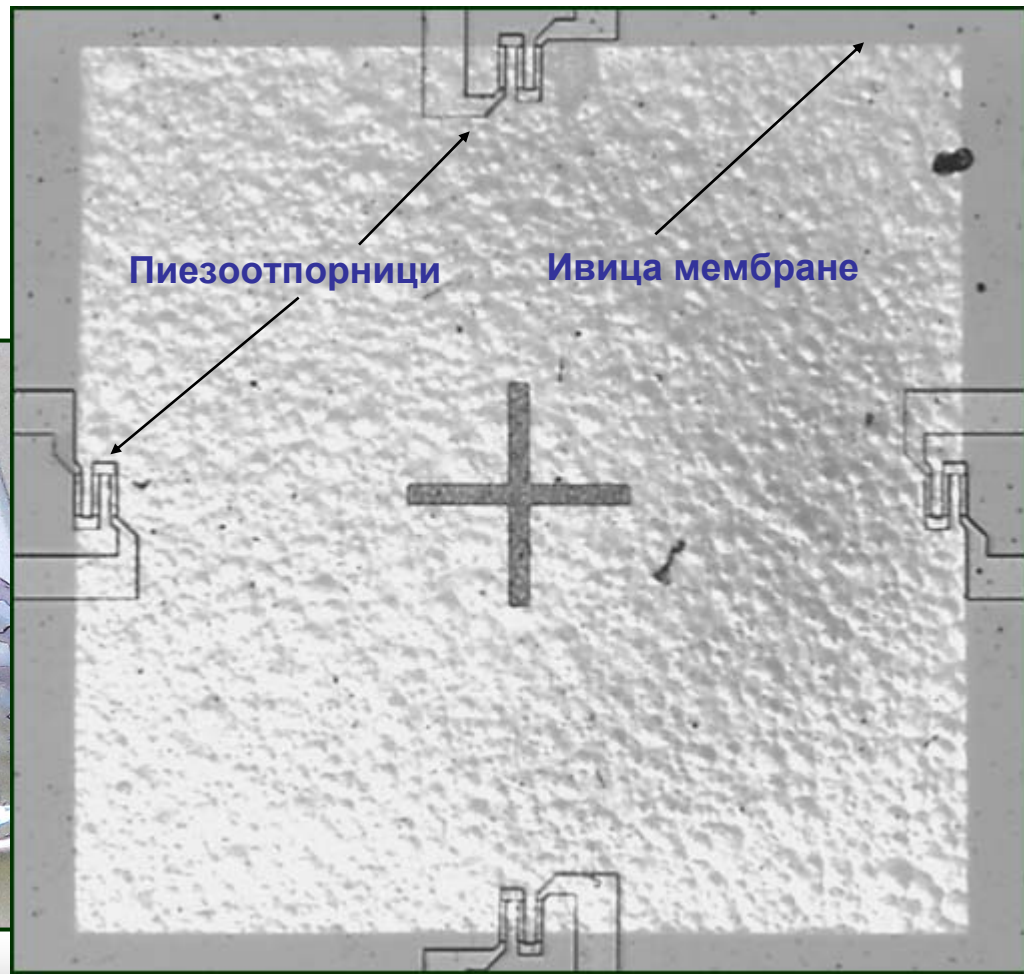 Пиезоотпорници
Ивица мембране